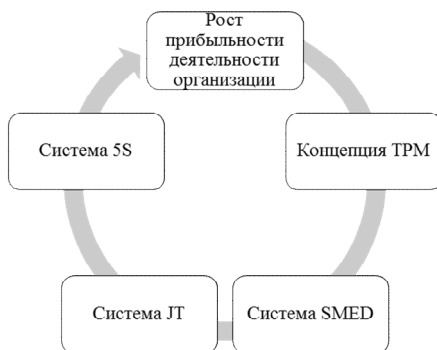 Рост
прибыльности
деятельности
организации
Система 5S
Концепция TPM
Система JT
Система SMED